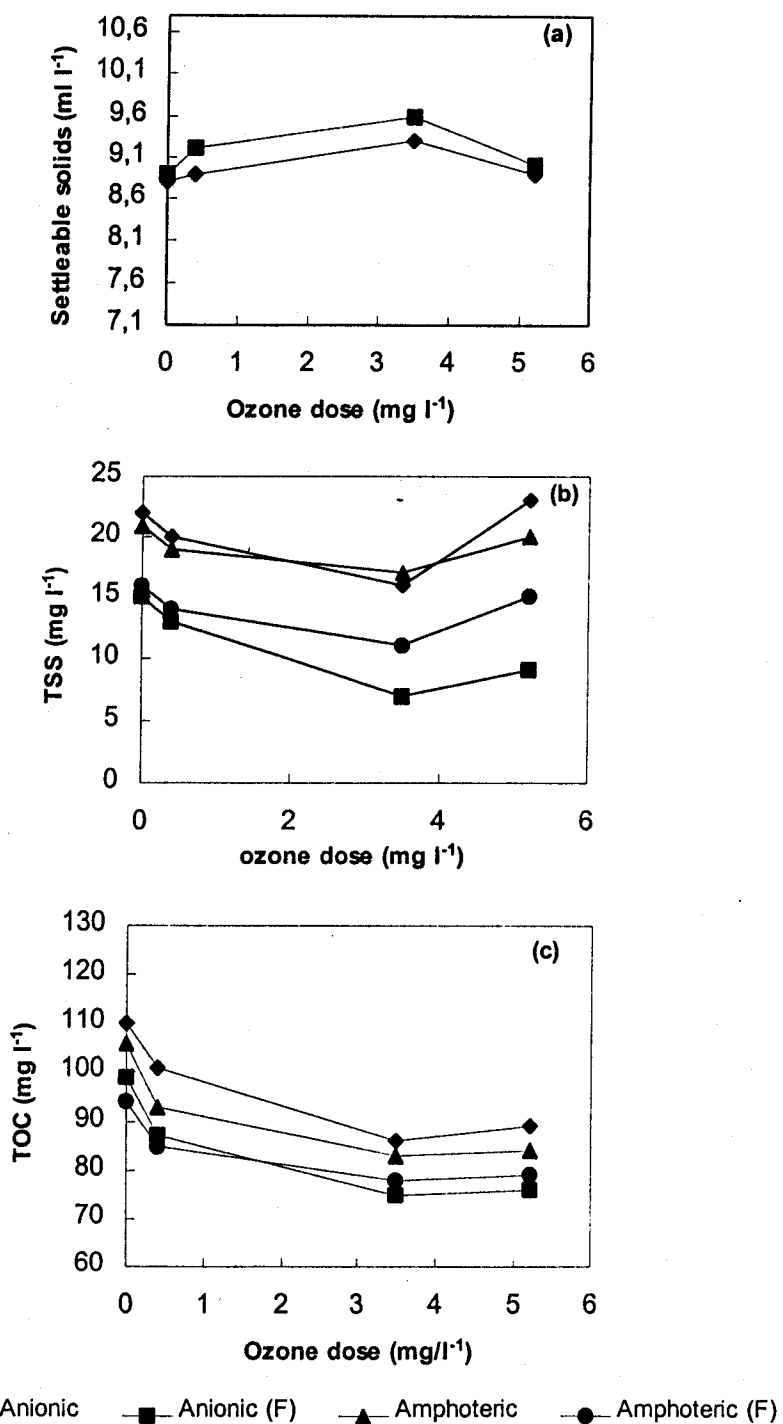 (a)
Settleable solids (ml l-1)
10,6
10,1
9,6
9,1
8,6
8,1
7,6
7,1
0 1 2 3 4 5 6
Ozone dose (mg l-1)
(b)
TSS (mg l-1)
25
20
15
10
5
0
0 2 4 6
ozone dose (mg l-1)
(c)
TOC (mg l-1)
130
120
110
100
90
80
70
60
0 1 2 3 4 5 6
Ozone dose (mg/l-1)
Anionic Anionic (F) Amphoteric Amphoteric (F)